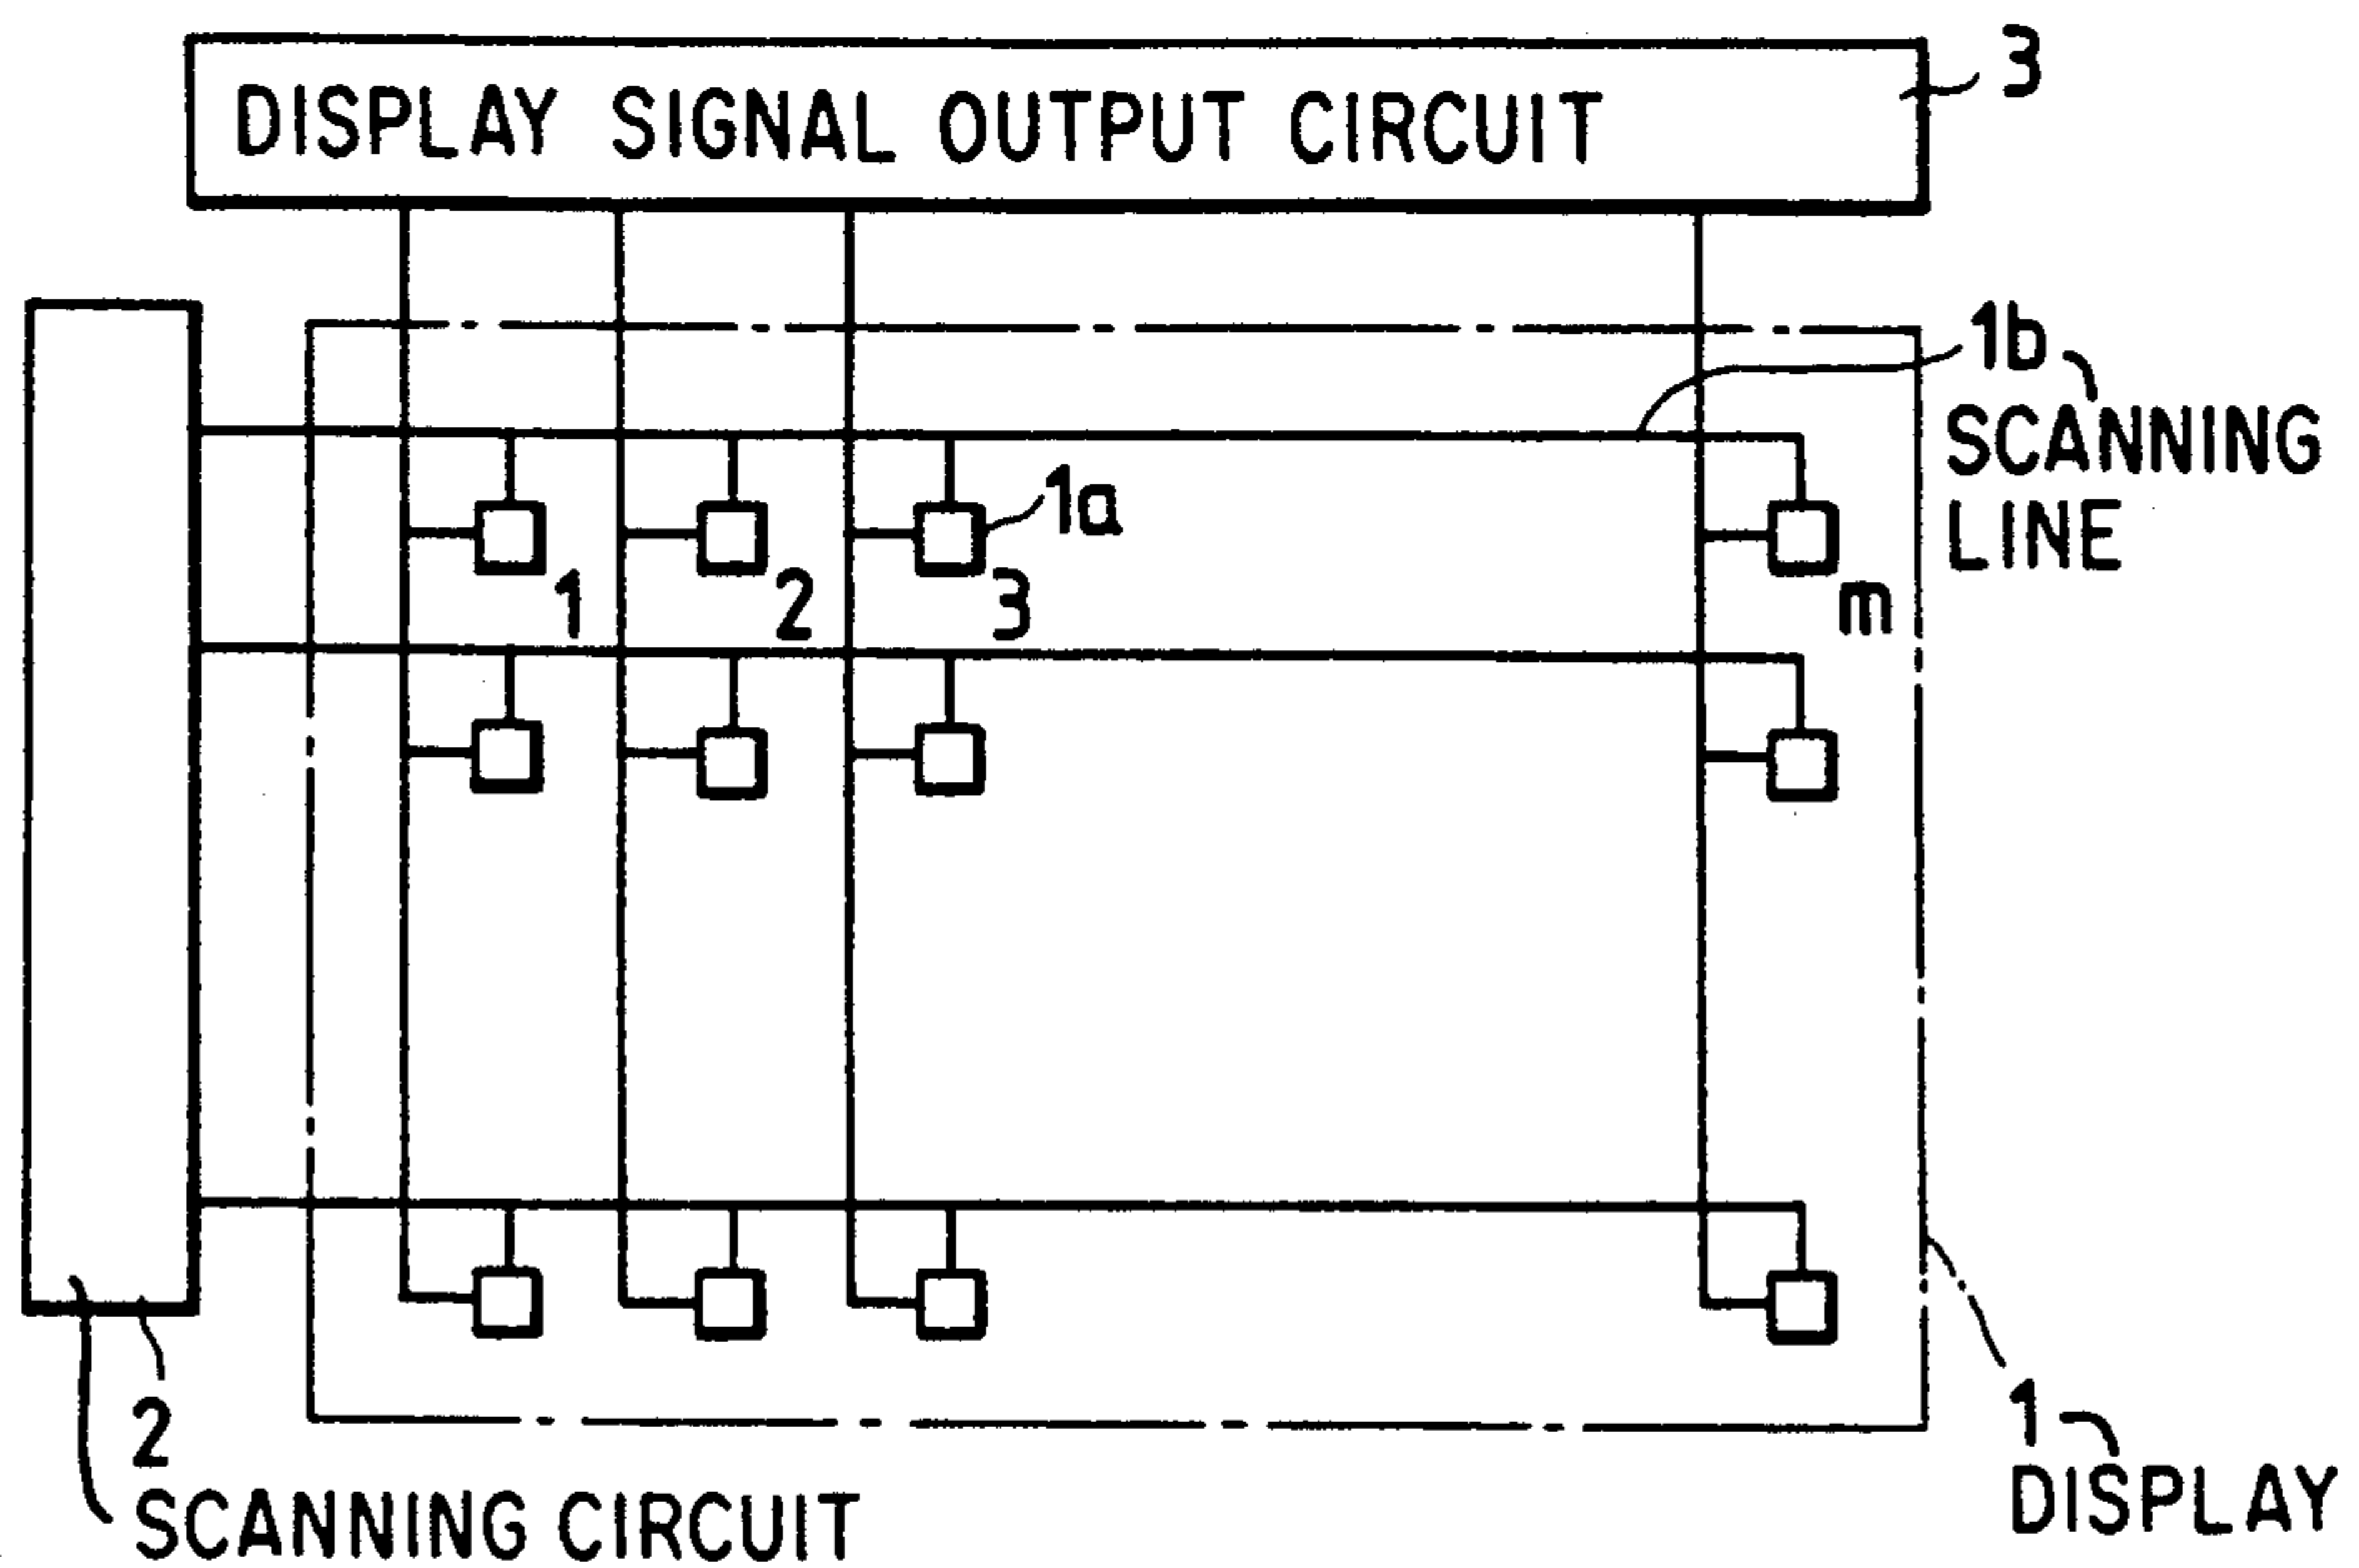 DISPLAY SIGNAL OUTPUT CIRCUIT
3
1b
SCANNING
LINE
1a
1
2
3
m
2
SCANNING CIRCUIT
1
DISPLAY